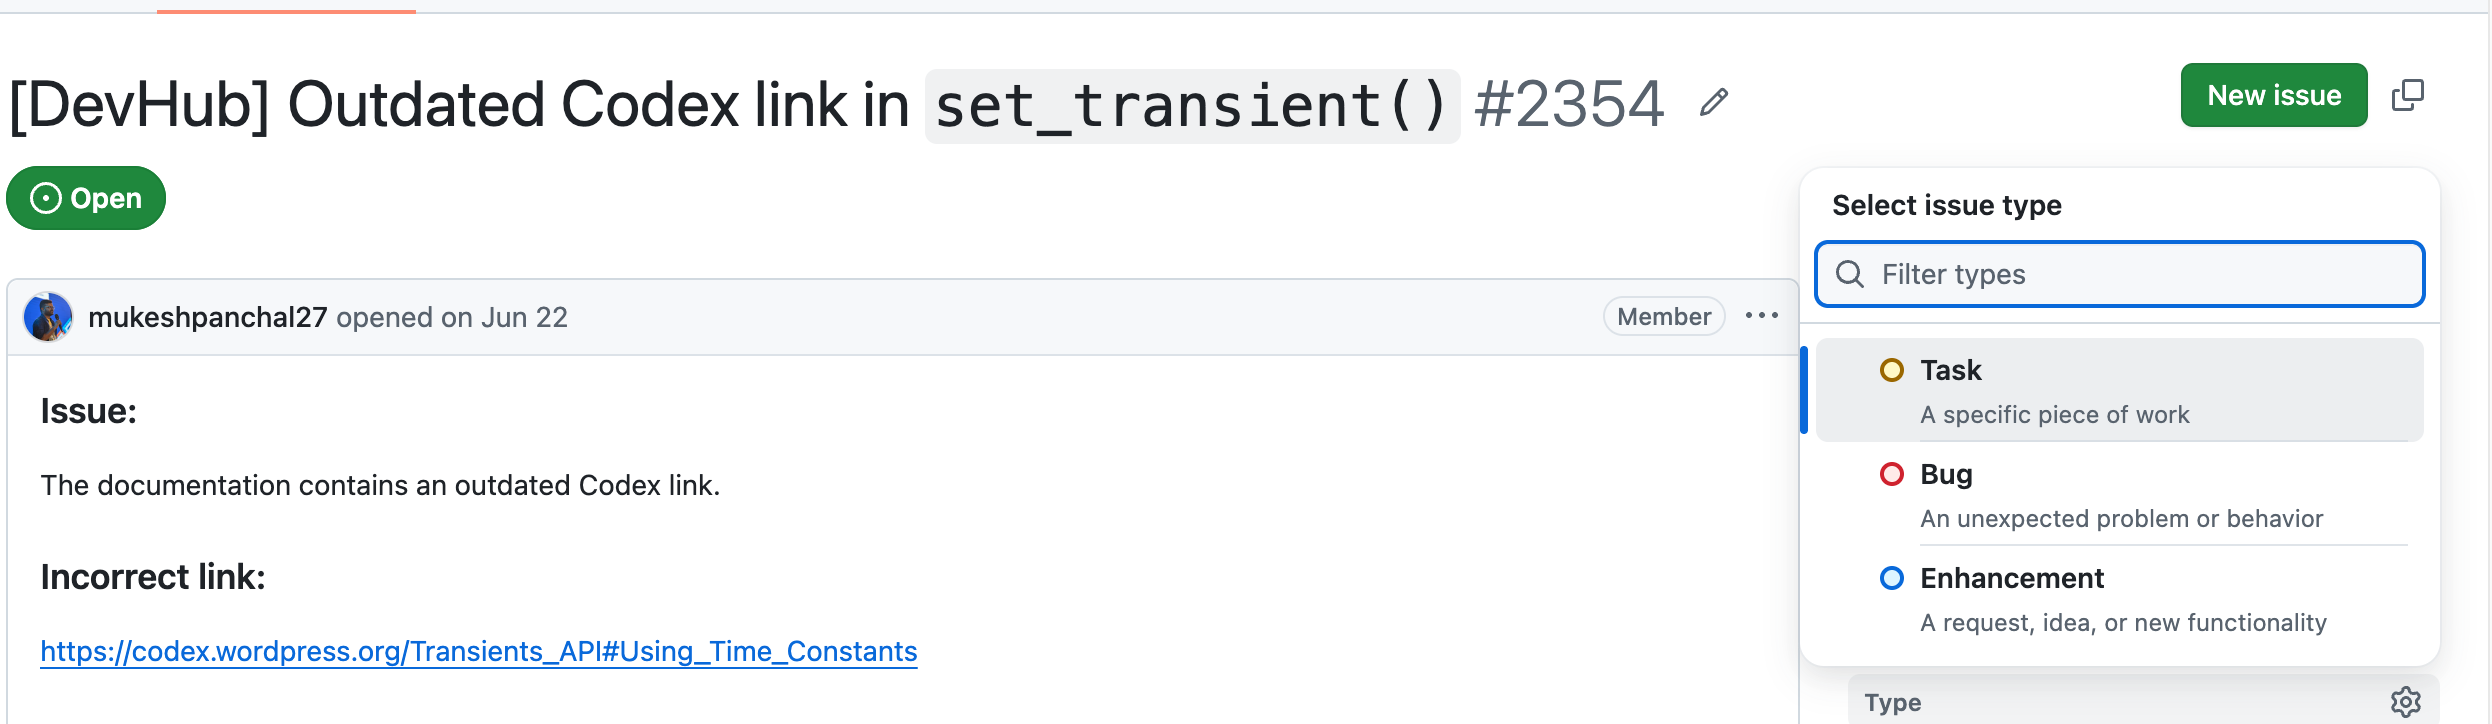 [DevHub] Outdated Codex link in set_transient() #2354
New issue
Open
mukeshpanchal27 opened on Jun 22
Member
Issue:
The documentation contains an outdated Codex link.
Incorrect link:
https://codex.wordpress.org/Transients_API#Using_Time_Constants
Select issue type
Filter types
Task
A specific piece of work
Bug
An unexpected problem or behavior
Enhancement
A request, idea, or new functionality
Type